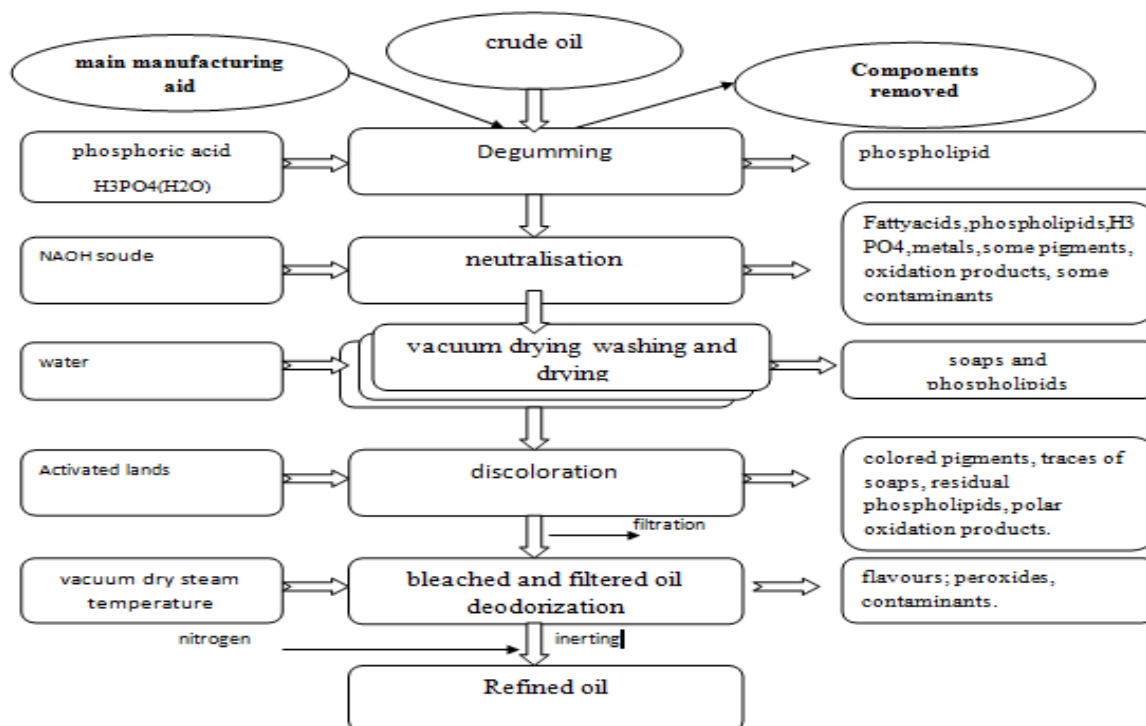 crude oil
main manufacturing
aid
Components
removed
phosphoric acid
H3PO4(H2O)
Degumming
phospholipid
NAOH soude
neutralisation
Fattyacids,phospholipids,H3
PO4,metals,some pigments,
oxidation products, some
contaminants
water
vacuum drying washing and
drying
soaps and
phospholipids
Activated lands
discoloration
colored pigments, traces of
soaps, residual
phospholipids, polar
oxidation products.
filtration
vacuum dry steam
temperature
bleached and filtered oil
deodorization
flavours; peroxides,
contaminants.
nitrogen
inerting
Refined oil